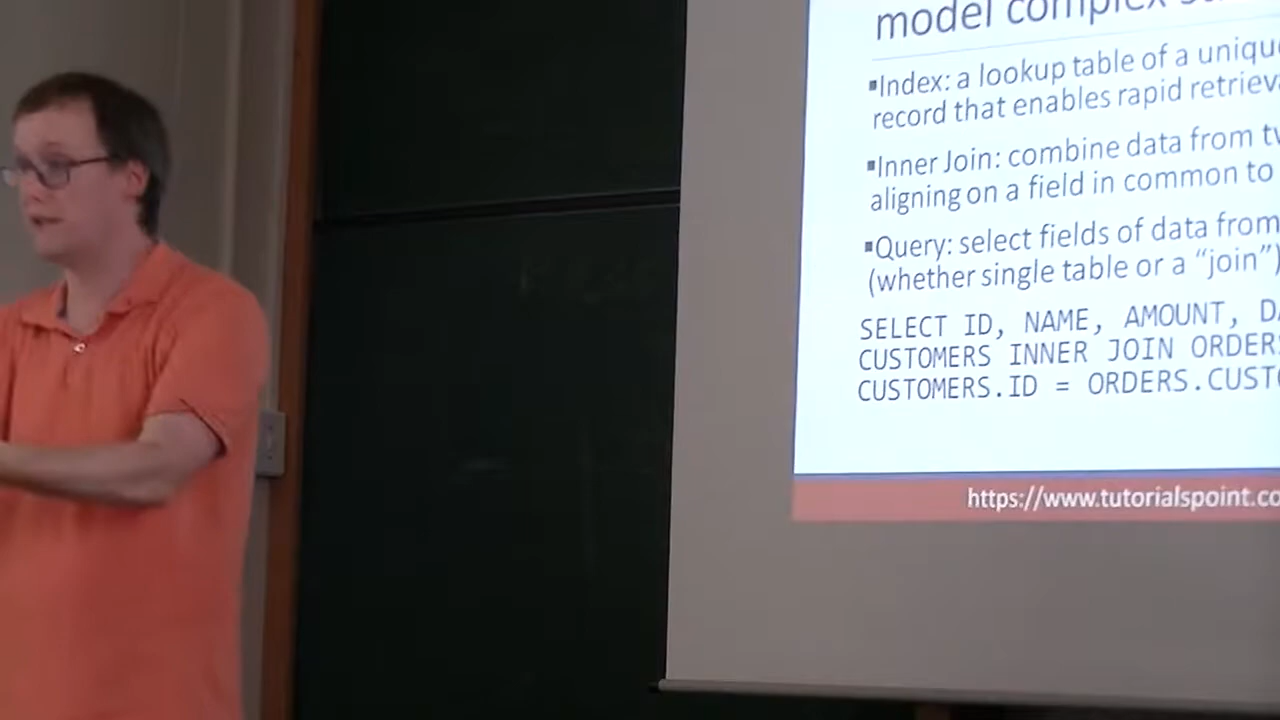 model complex
▪Index: a lookup table of a unique
record that enables rapid
▪Inner Join: combine data from
aligning on a field in common to
▪Query: select fields of data from
(whether single table or a “join”)
SELECT ID, NAME, AMOUNT,
CUSTOMERS INNER JOIN ORDERS
CUSTOMERS.ID = ORDERS.CUSTO
https://www.tutorialspoint.co